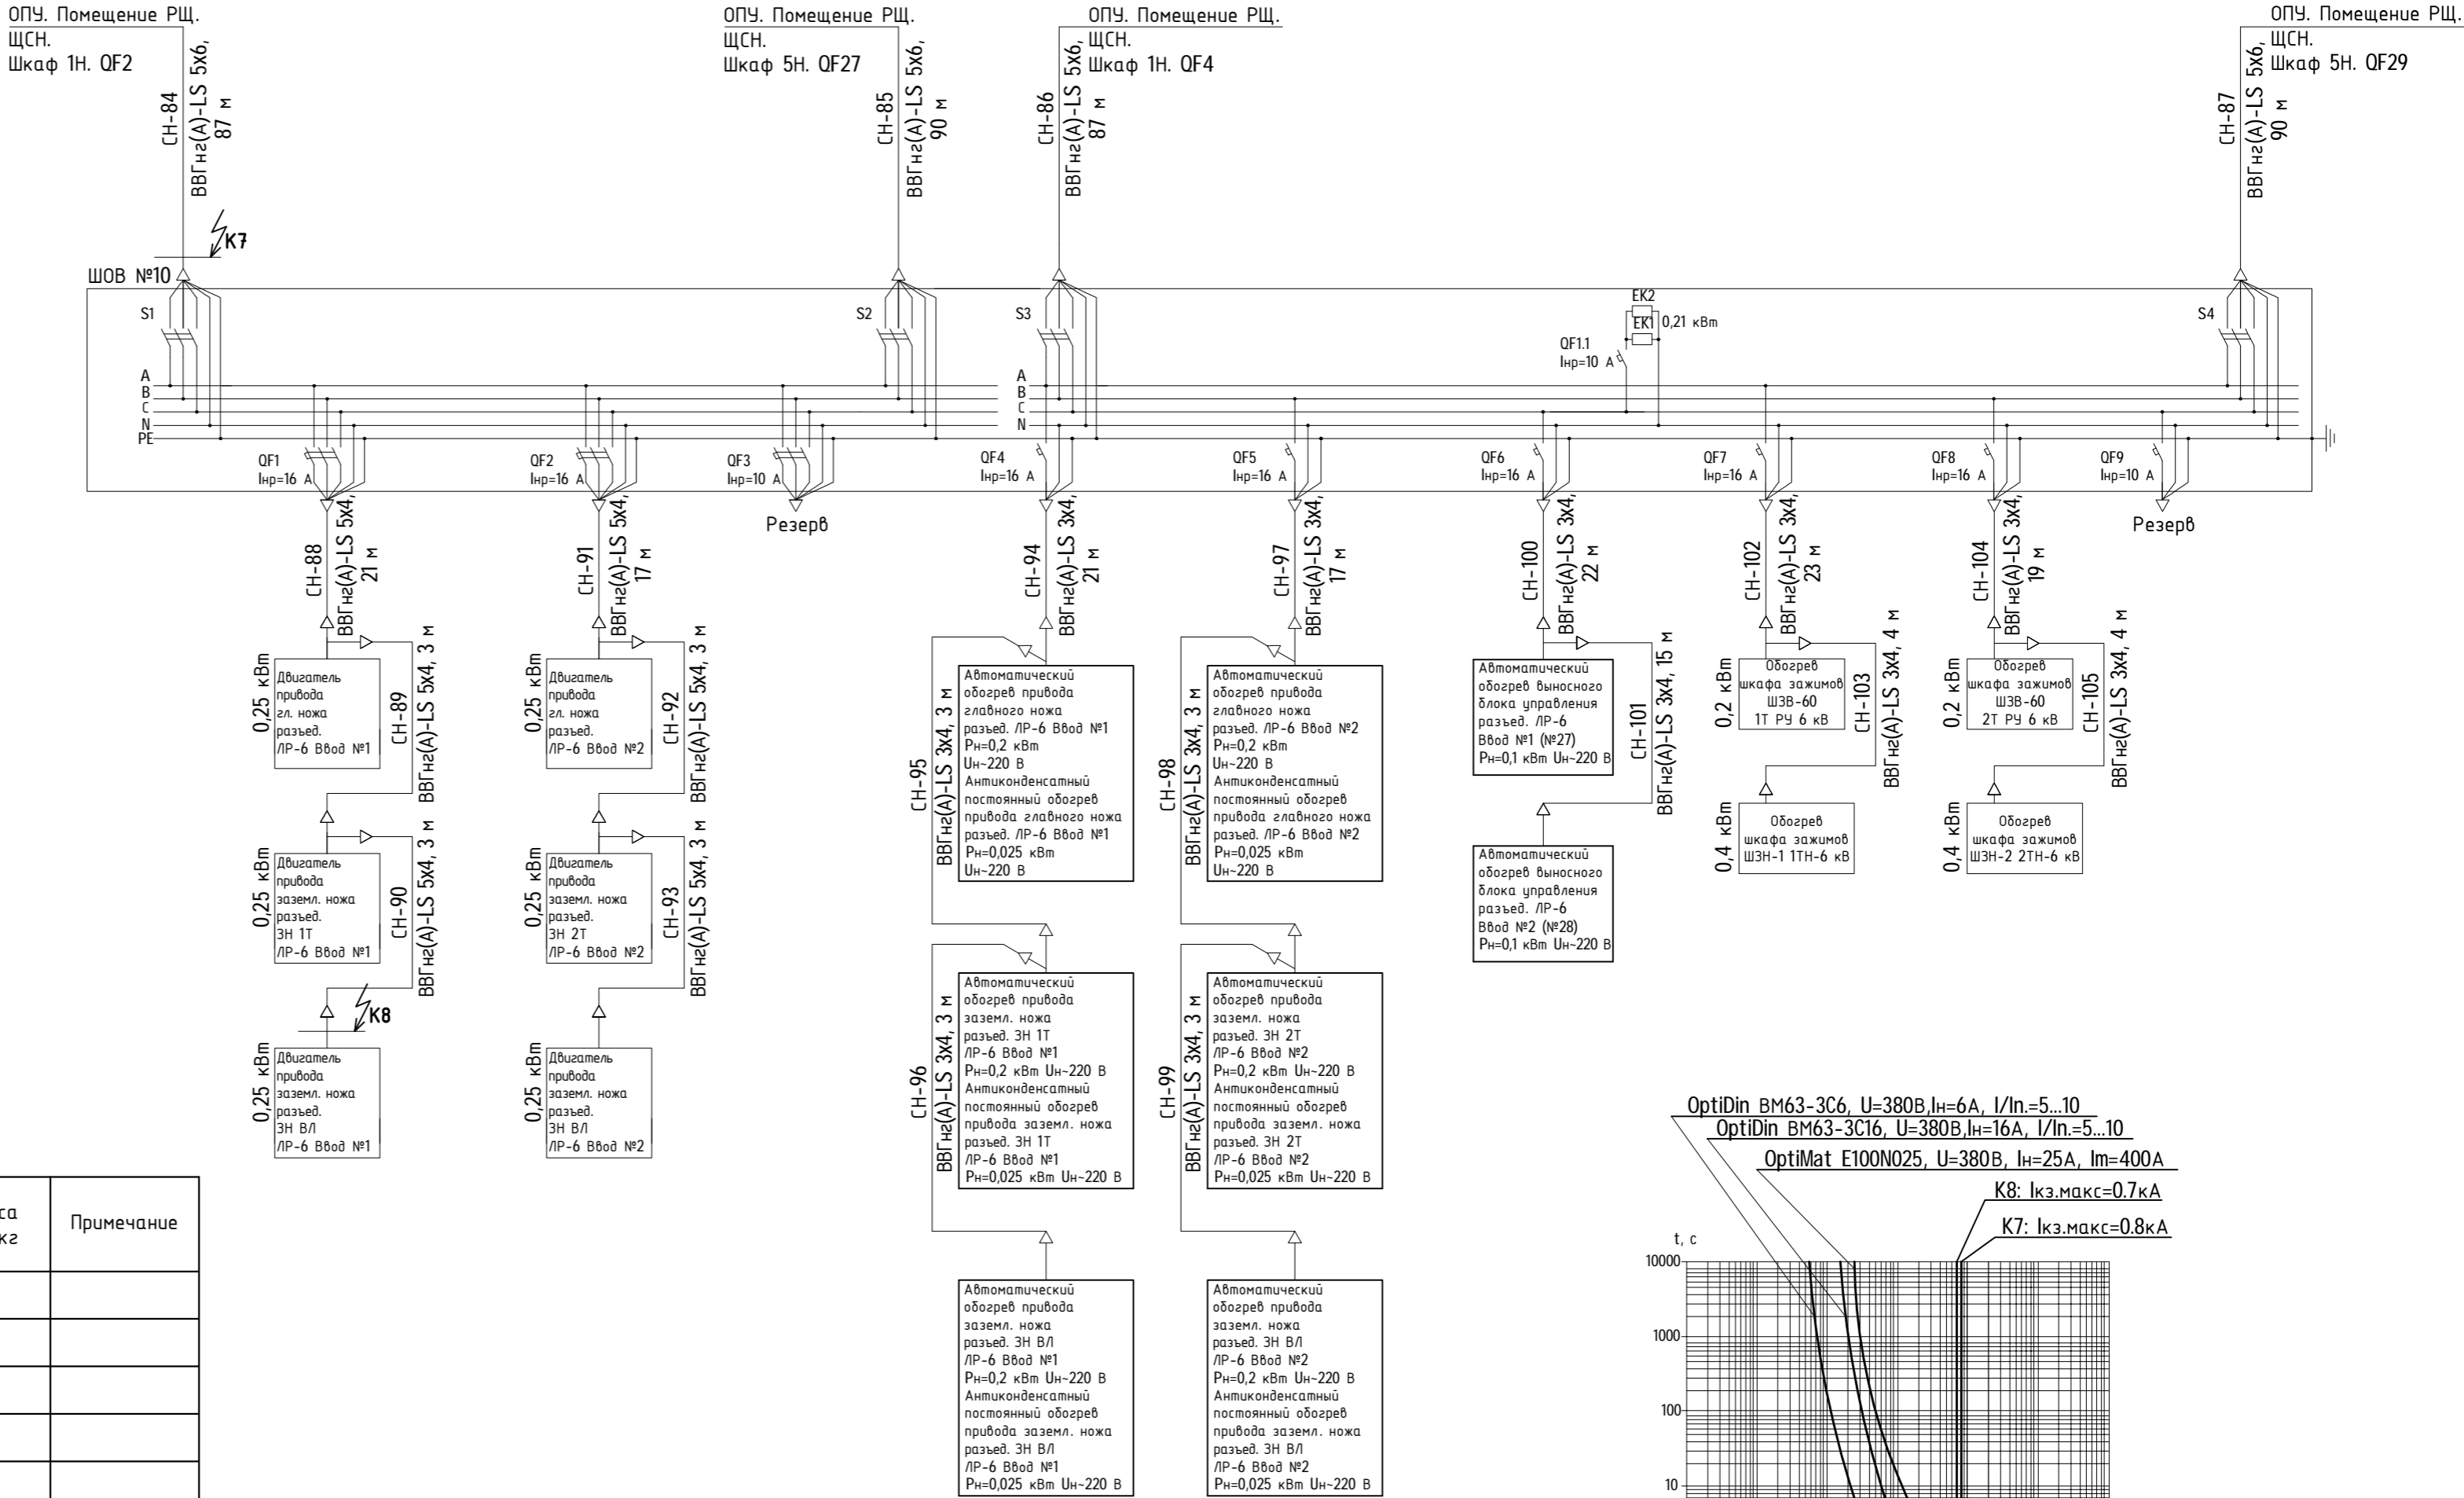 ОПУ. Помещение РЩ.
ЩСН.
Шкаф 1Н. QF2
СН-84
ВВГнг(А)-LS 5х6,
87 м
К7
ОПУ. Помещение РЩ.
ЩСН.
Шкаф 5Н. QF27
СН-85
ВВГнг(А)-LS 5х6,
90 м
ОПУ. Помещение РЩ.
ЩСН.
Шкаф 1Н. QF4
СН-86
ВВГнг(А)-LS 5х6,
87 м
ОПУ. Помещение РЩ.
ЩСН.
Шкаф 5Н. QF29
СН-87
ВВГнг(А)-LS 5х6,
90 м
ШОВ №10
S1
S2
S3
S4
EK2
EK1 0,21 кВт
QF1.1
Iнр=10 А
A
B
C
N
PE
A
B
C
N
QF1
Iнр=16 А
QF2
Iнр=16 А
QF3
Iнр=10 А
QF4
Iнр=16 А
QF5
Iнр=16 А
QF6
Iнр=16 А
QF7
Iнр=16 А
QF8
Iнр=16 А
QF9
Iнр=10 А
Резерв
Резерв
СН-88
ВВГнг(А)-LS 5х4,
21 м
СН-91
ВВГнг(А)-LS 5х4,
17 м
СН-94
ВВГнг(А)-LS 3х4,
21 м
СН-97
ВВГнг(А)-LS 3х4,
17 м
СН-100
ВВГнг(А)-LS 3х4,
22 м
СН-102
ВВГнг(А)-LS 3х4,
23 м
СН-104
ВВГнг(А)-LS 3х4,
19 м
0,25 кВт
Двигатель
привода
гл. ножа
разъед.
ЛР-6 Ввод №1
СН-89
ВВГнг(А)-LS 5х4, 3 м
0,25 кВт
Двигатель
привода
заземл. ножа
разъед.
ЗН 1Т
ЛР-6 Ввод №1
СН-90
ВВГнг(А)-LS 5х4, 3 м
К8
0,25 кВт
Двигатель
привода
заземл. ножа
разъед.
ЗН ВЛ
ЛР-6 Ввод №1
0,25 кВт
Двигатель
привода
гл. ножа
разъед.
ЛР-6 Ввод №2
СН-92
ВВГнг(А)-LS 5х4, 3 м
0,25 кВт
Двигатель
привода
заземл. ножа
разъед.
ЗН 2Т
ЛР-6 Ввод №2
СН-93
ВВГнг(А)-LS 5х4, 3 м
0,25 кВт
Двигатель
привода
заземл. ножа
разъед.
ЗН ВЛ
ЛР-6 Ввод №2
СН-95
ВВГнг(А)-LS 3х4, 3 м
Автоматический
обогрев привода
главного ножа
разъед. ЛР-6 Ввод №1
Рн=0,2 кВт
Uн~220 В
Антиконденсатный
постоянный обогрев
привода главного ножа
разъед. ЛР-6 Ввод №1
Рн=0,025 кВт
Uн~220 В
СН-96
ВВГнг(А)-LS 3х4, 3 м
Автоматический
обогрев привода
заземл. ножа
разъед. ЗН 1Т
ЛР-6 Ввод №1
Рн=0,2 кВт Uн~220 В
Антиконденсатный
постоянный обогрев
привода заземл. ножа
разъед. ЗН 1Т
ЛР-6 Ввод №1
Рн=0,025 кВт Uн~220 В
Автоматический
обогрев привода
заземл. ножа
разъед. ЗН ВЛ
ЛР-6 Ввод №1
Рн=0,2 кВт Uн~220 В
Антиконденсатный
постоянный обогрев
привода заземл. ножа
разъед. ЗН ВЛ
ЛР-6 Ввод №1
Рн=0,025 кВт Uн~220 В
СН-98
ВВГнг(А)-LS 3х4, 3 м
Автоматический
обогрев привода
главного ножа
разъед. ЛР-6 Ввод №2
Рн=0,2 кВт
Uн~220 В
Антиконденсатный
постоянный обогрев
привода главного ножа
разъед. ЛР-6 Ввод №2
Рн=0,025 кВт
Uн~220 В
СН-99
ВВГнг(А)-LS 3х4, 3 м
Автоматический
обогрев привода
заземл. ножа
разъед. ЗН 2Т
ЛР-6 Ввод №2
Рн=0,2 кВт Uн~220 В
Антиконденсатный
постоянный обогрев
привода заземл. ножа
разъед. ЗН 2Т
ЛР-6 Ввод №2
Рн=0,025 кВт Uн~220 В
Автоматический
обогрев привода
заземл. ножа
разъед. ЗН ВЛ
ЛР-6 Ввод №2
Рн=0,2 кВт Uн~220 В
Антиконденсатный
постоянный обогрев
привода заземл. ножа
разъед. ЗН ВЛ
ЛР-6 Ввод №2
Рн=0,025 кВт Uн~220 В
Автоматический
обогрев выносного
блока управления
разъед. ЛР-6
Ввод №1 (№27)
Рн=0,1 кВт Uн~220 В
СН-101
ВВГнг(А)-LS 3х4, 15 м
Автоматический
обогрев выносного
блока управления
разъед. ЛР-6
Ввод №2 (№28)
Рн=0,1 кВт Uн~220 В
0,2 кВт
Обогрев
шкафа зажимов
ШЗВ-60
1Т РУ 6 кВ
СН-103
ВВГнг(А)-LS 3х4, 4 м
0,4 кВт
Обогрев
шкафа зажимов
ШЗН-1 1ТН-6 кВ
0,2 кВт
Обогрев
шкафа зажимов
ШЗВ-60
2Т РУ 6 кВ
СН-105
ВВГнг(А)-LS 3х4, 4 м
0,4 кВт
Обогрев
шкафа зажимов
ШЗН-2 2ТН-6 кВ
OptiDin ВМ63-3С6, U=380В,Iн=6А, I/In.=5...10
OptiDin ВМ63-3С16, U=380В,Iн=16А, I/In.=5...10
OptiMat E100N025, U=380В, Iн=25А, Im=400А
К8: Iкз.макс=0.7кА
К7: Iкз.макс=0.8кА
t, с
10000
1000
100
10
са
кг
Примечание